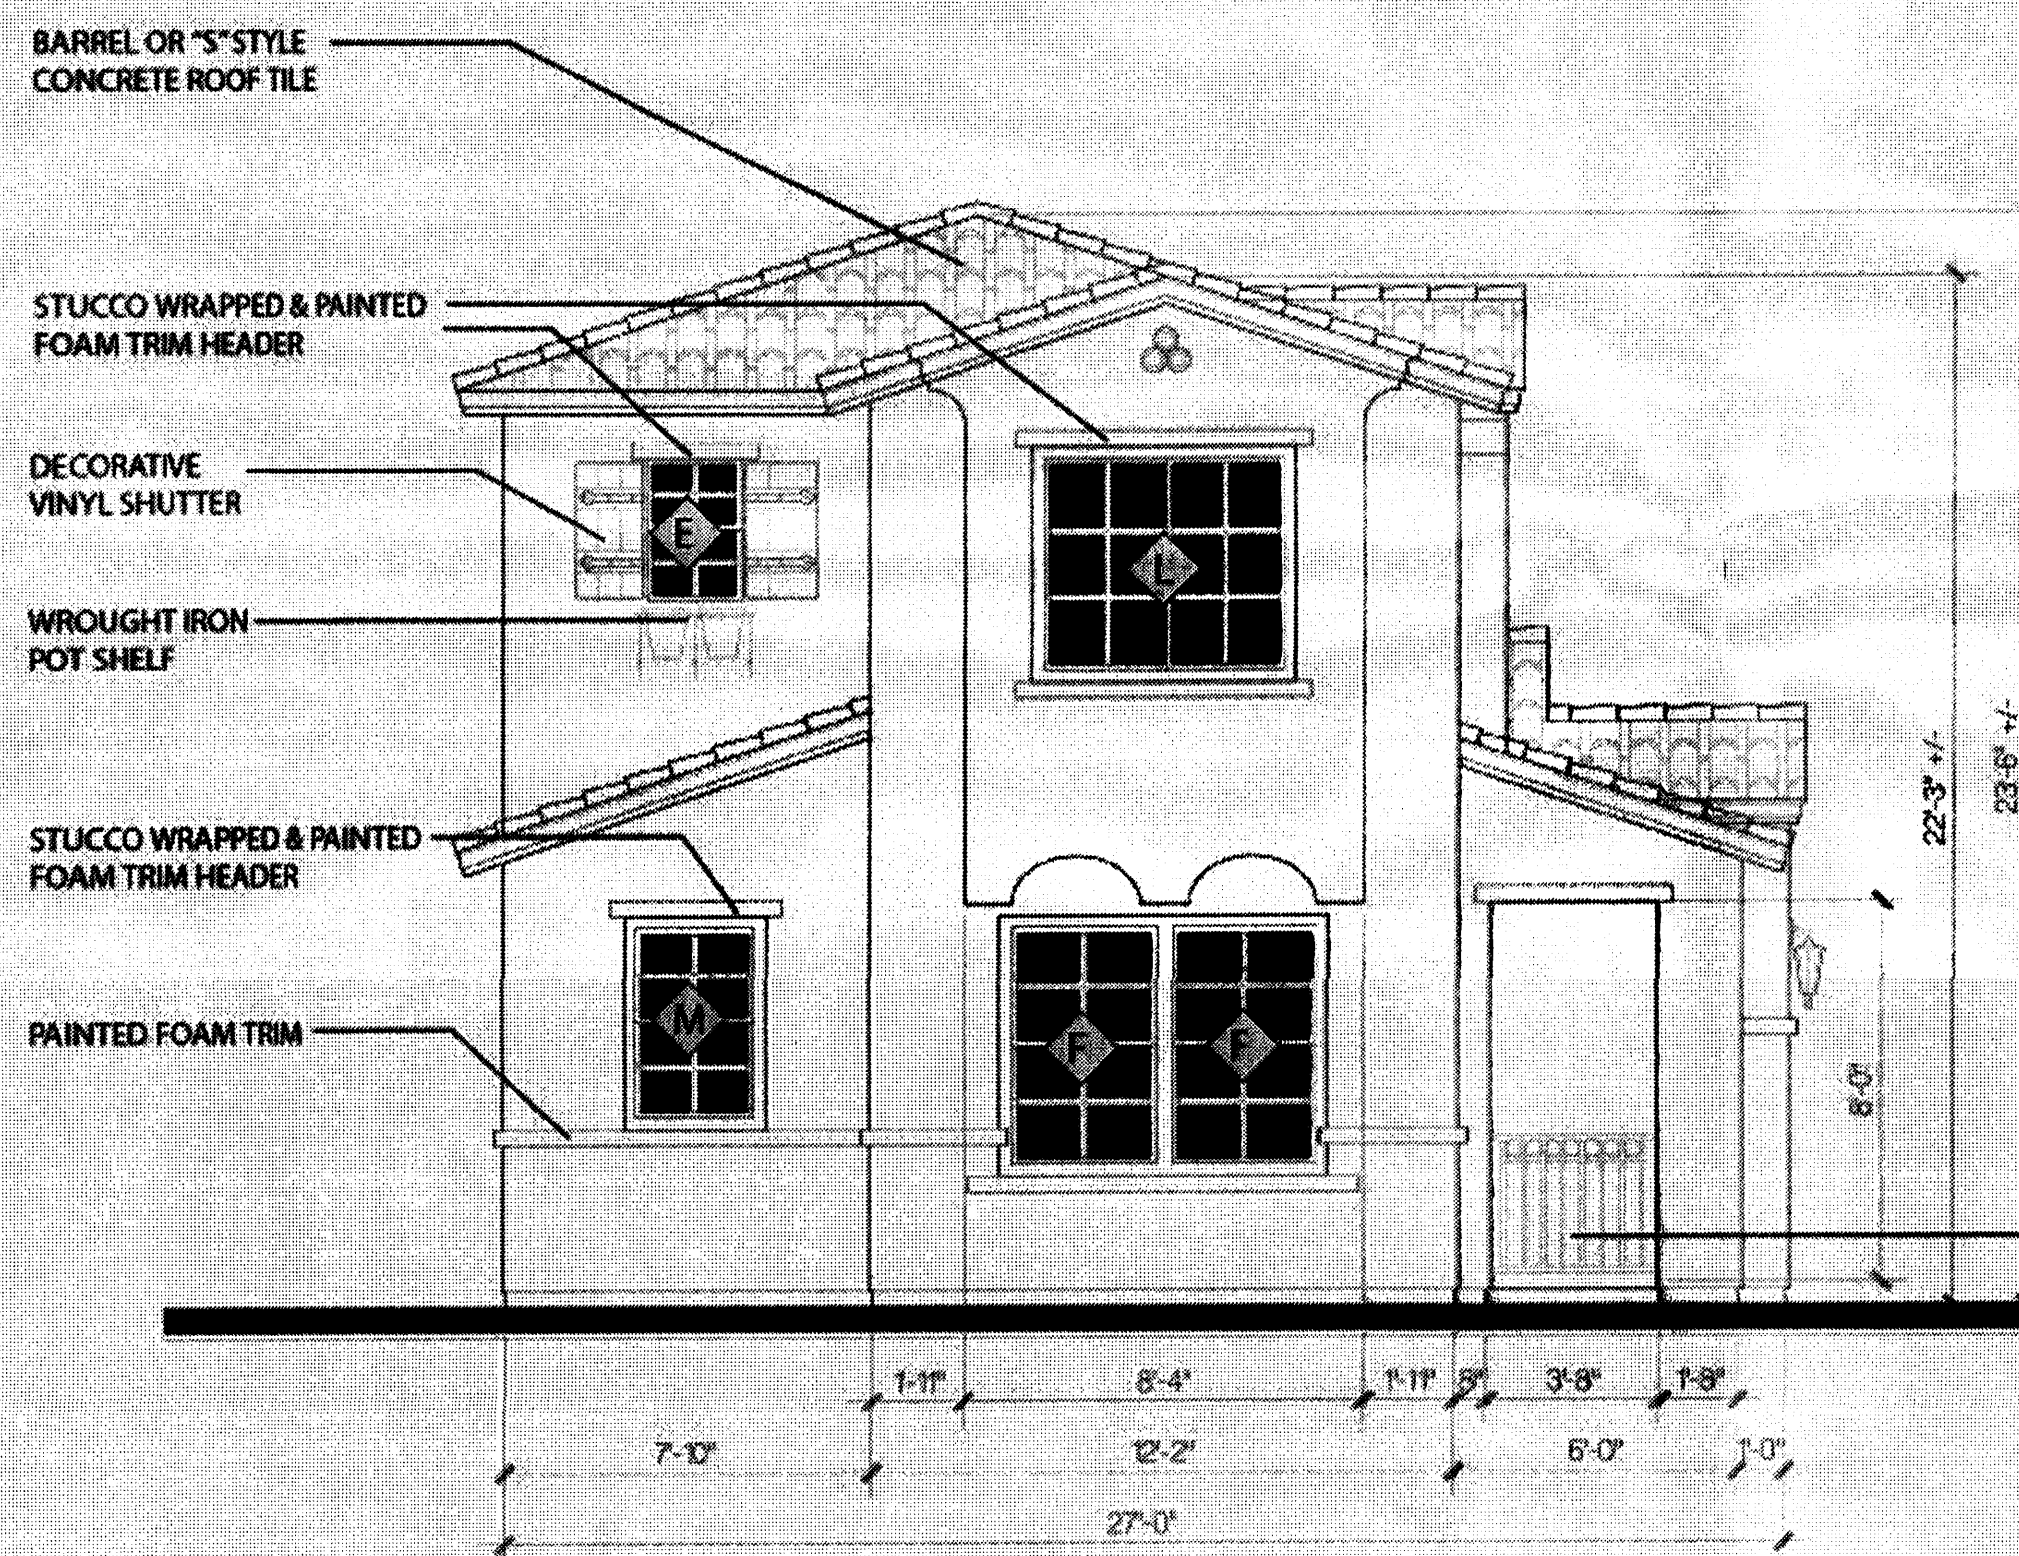 BARREL OR "S" STYLE
CONCRETE ROOF TILE
STUCCO WRAPPED & PAINTED
FOAM TRIM HEADER
DECORATIVE
VINYL SHUTTER
E
L
WROUGHT IRON
POT SHELF
22'-3" +/-
23'-6" +/-
STUCCO WRAPPED & PAINTED
FOAM TRIM HEADER
M
F
F
PAINTED FOAM TRIM
8'-0"
1'-11"
8'-4"
1'-11"
3'-8"
1'-8"
7'-10"
12'-2"
6'-0"
1'-0"
27'-0"